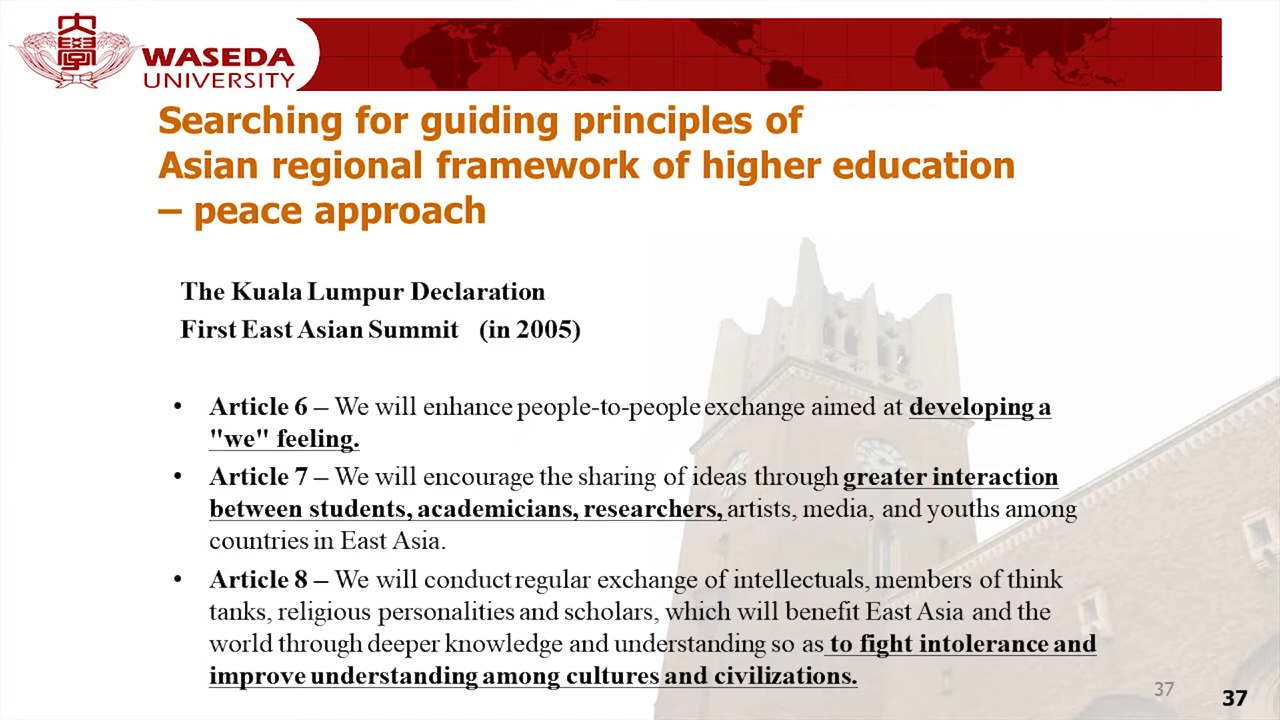 大
學
WASEDA
UNIVERSITY
Searching for guiding principles of
Asian regional framework of higher education
– peace approach
The Kuala Lumpur Declaration
First East Asian Summit (in 2005)
• Article 6 – We will enhance people-to-people exchange aimed at developing a
"we" feeling.
• Article 7 – We will encourage the sharing of ideas through greater interaction
between students, academicians, researchers, artists, media, and youths among
countries in East Asia.
• Article 8 – We will conduct regular exchange of intellectuals, members of think
tanks, religious personalities and scholars, which will benefit East Asia and the
world through deeper knowledge and understanding so as to fight intolerance and
improve understanding among cultures and civilizations.
37
37